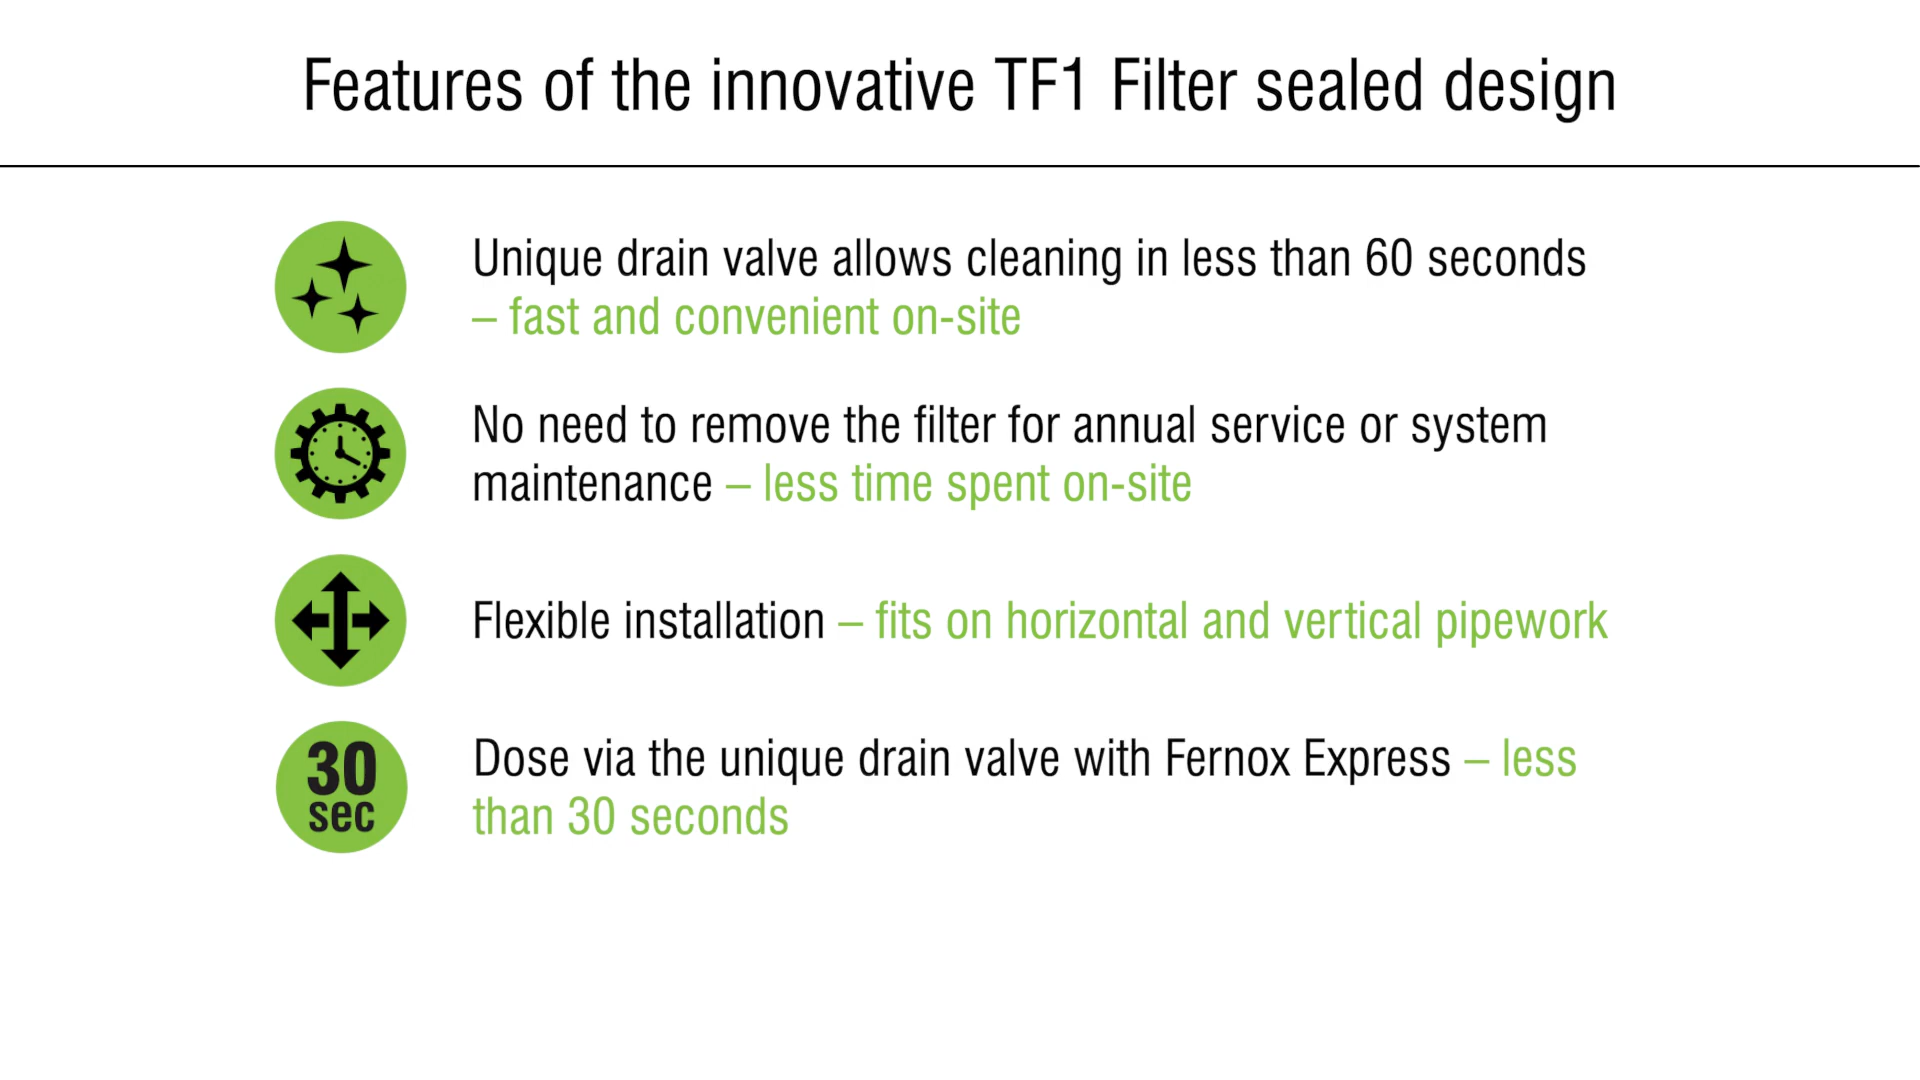 Features of the innovative TF1 Filter sealed design
Unique drain valve allows cleaning in less than 60 seconds
– fast and convenient on-site
No need to remove the filter for annual service or system
maintenance – less time spent on-site
Flexible installation – fits on horizontal and vertical pipework
30
sec
Dose via the unique drain valve with Fernox Express – less
than 30 seconds